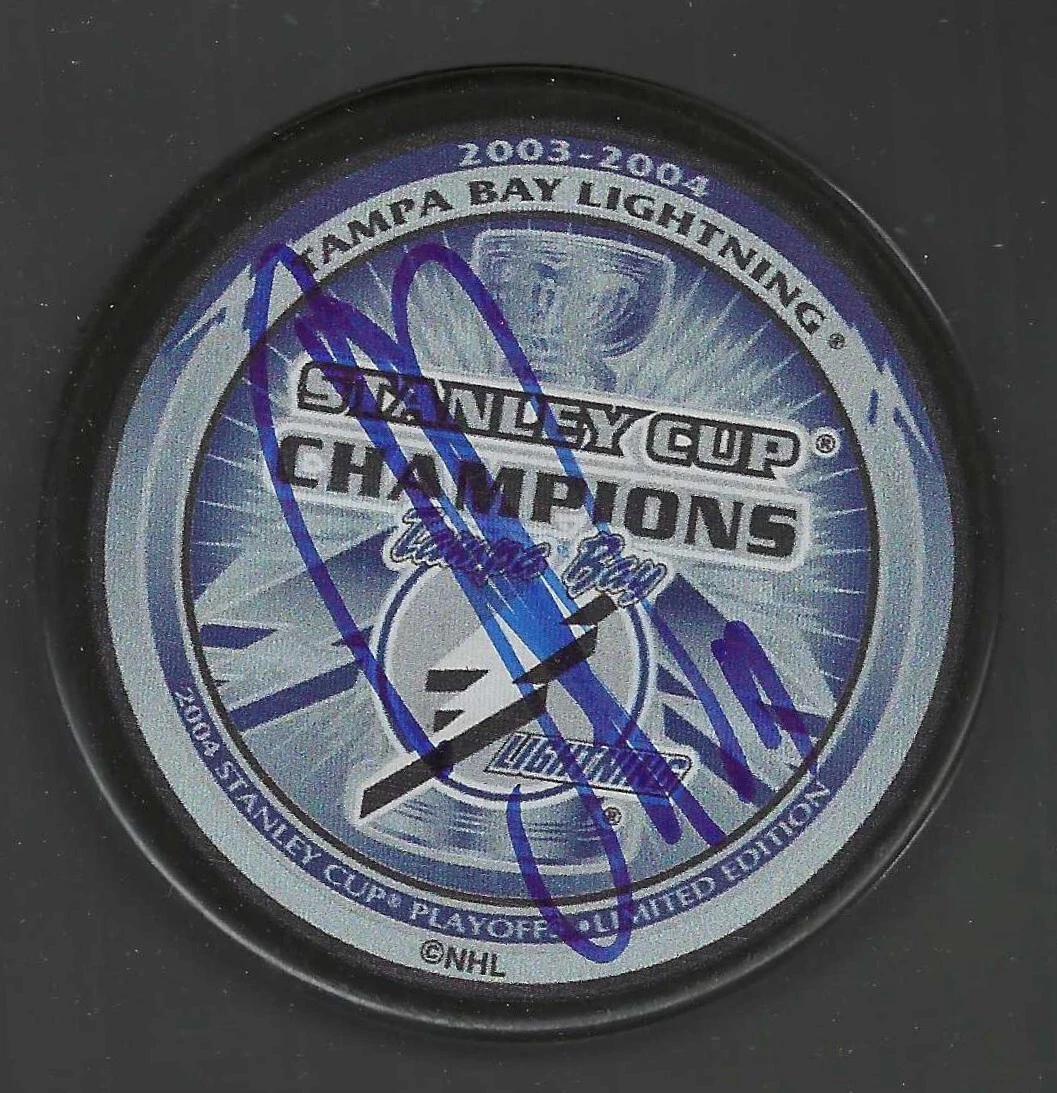 2003-2004
TAMPA BAY LIGHTNING®
STANLEY CUP®
CHAMPIONS
Tampa Bay
LIGHTNING
®
2004 STANLEY CUP® PLAYOFFS • LIMITED EDITION
©NHL